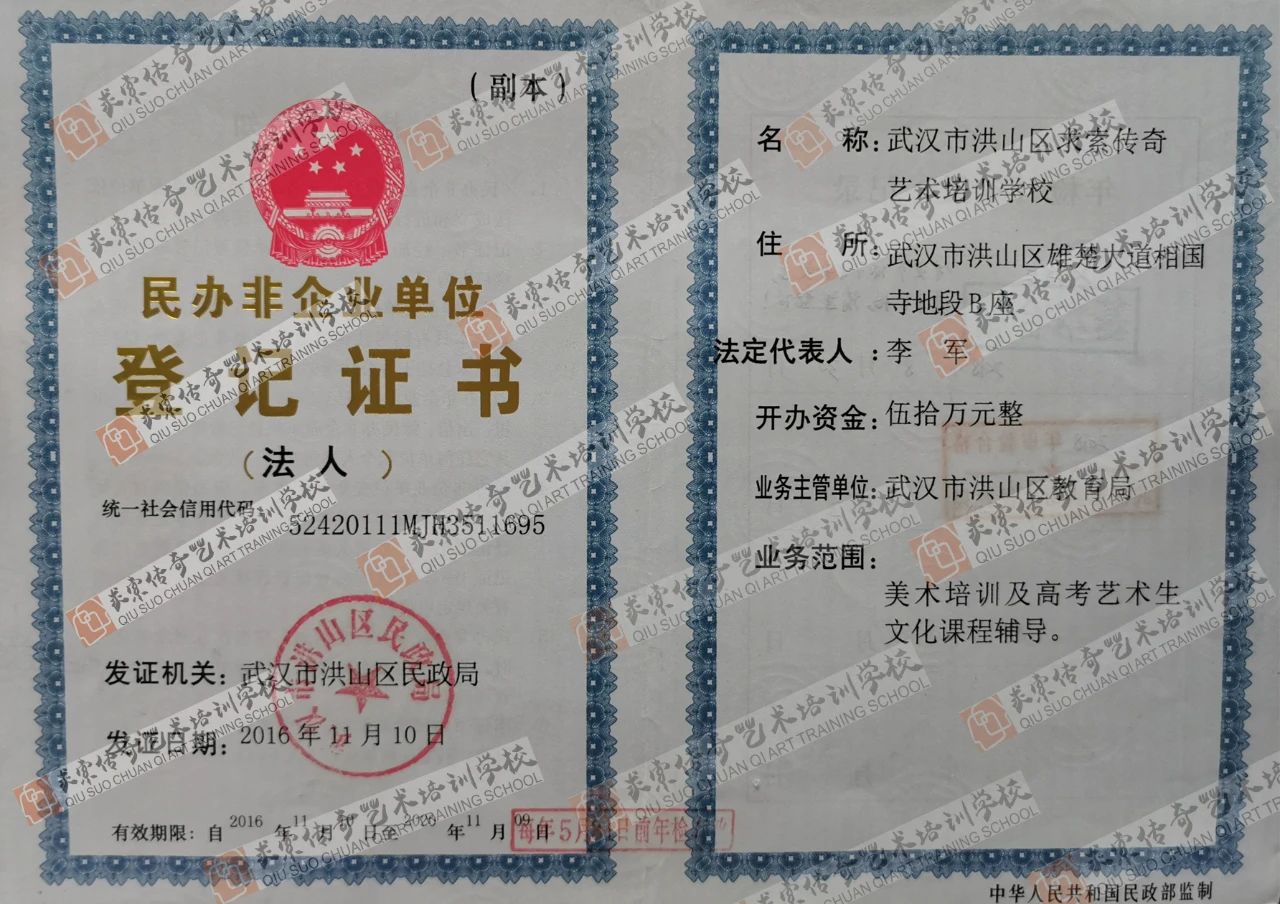 （副本）
民办非企业单位
登记证书
（法人）
统一社会信用代码
52420111MJH3511695
发证机关：武汉市洪山区民政局
发证日期：2016年11月10日
有效期限：自2016年11月10日至2026年11月09日
名 称：武汉市洪山区求索传奇
艺术培训学校
住 所：武汉市洪山区雄楚大道相国
寺地段B座
法定代表人：李 军
开办资金：伍拾万元整
业务主管单位：武汉市洪山区教育局
业务范围：
美术培训及高考艺术生
文化课程辅导。
中华人民共和国民政部监制
市洪山区民政局
每年5月 日前年检
求索传奇艺术培训学校
QIU SUO CHUAN QI ART TRAINING SCHOOL